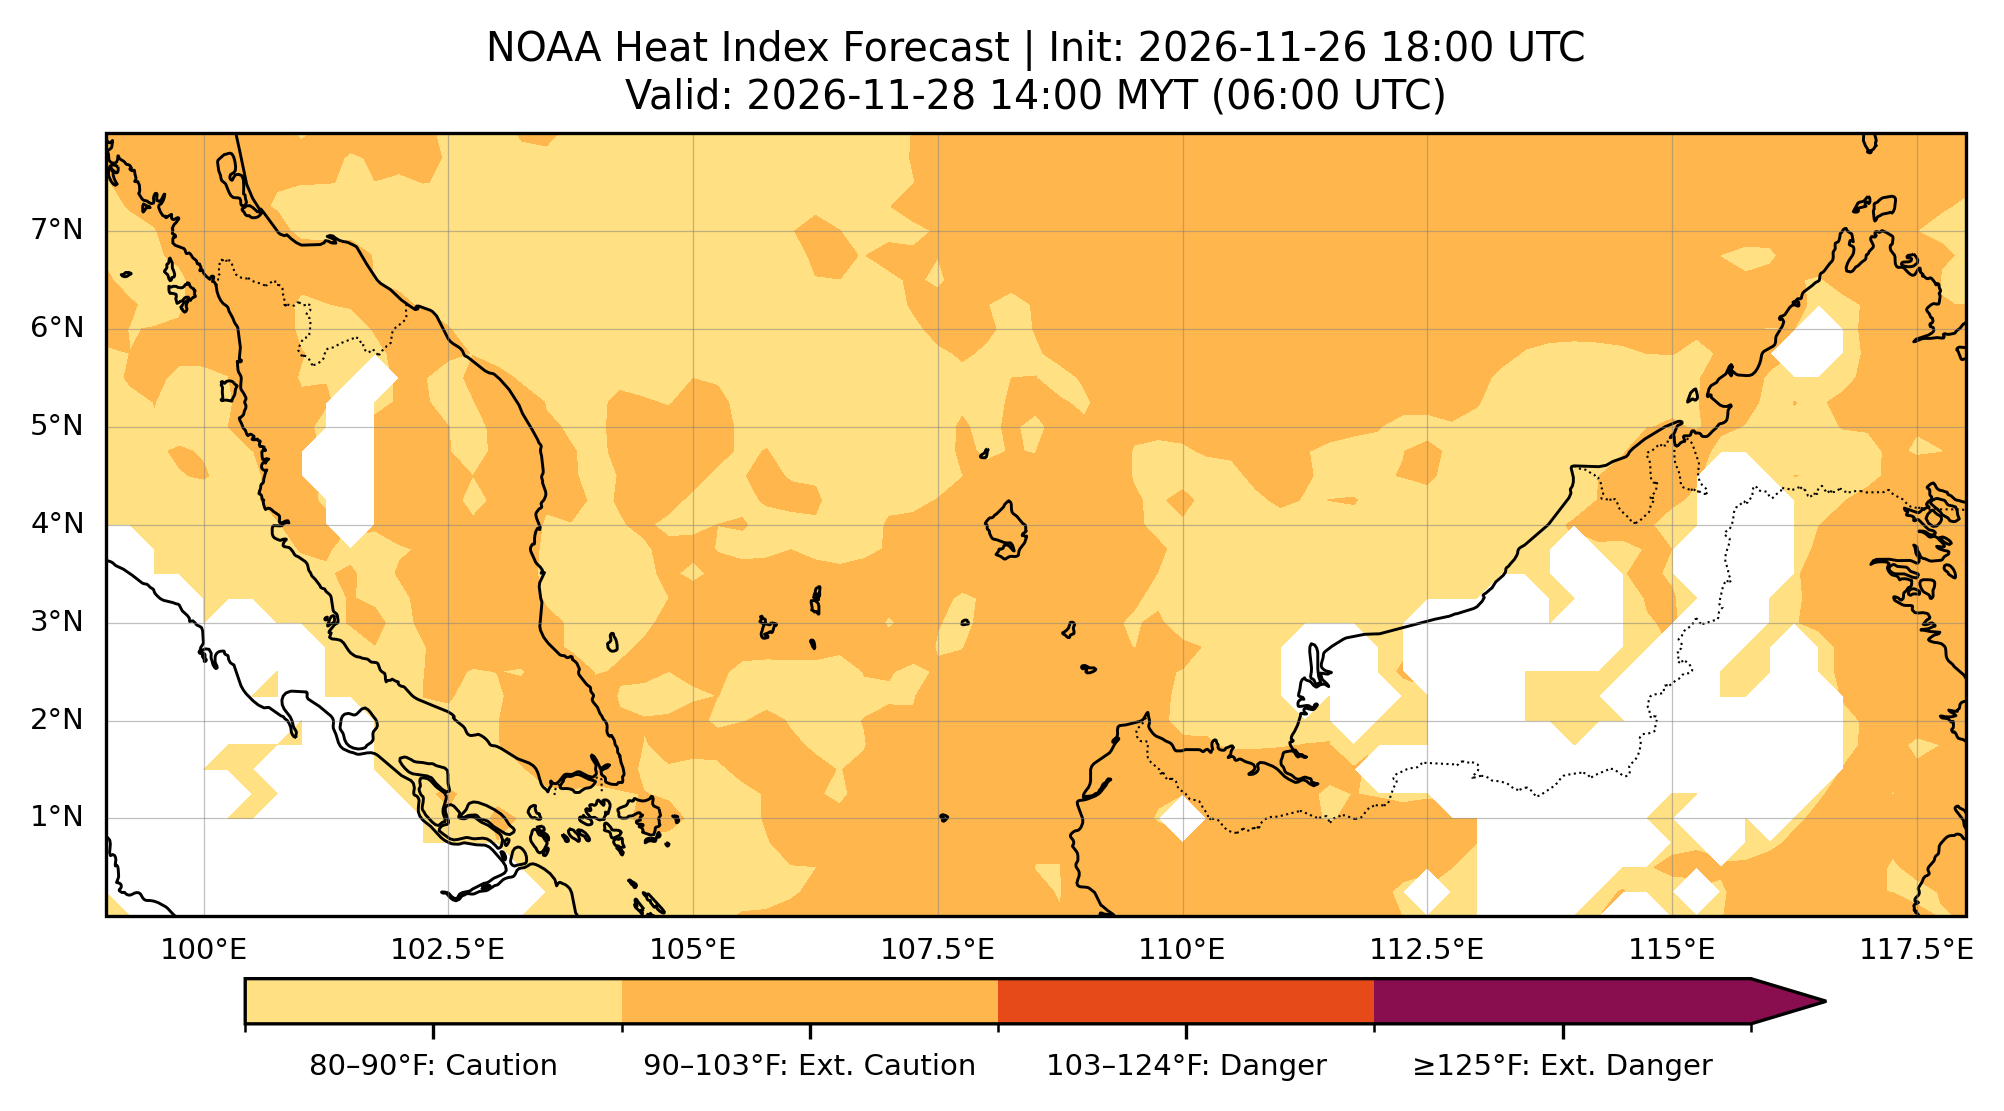 NOAA Heat Index Forecast | Init: 2026-11-26 18:00 UTC
Valid: 2026-11-28 14:00 MYT (06:00 UTC)
7°N
6°N
5°N
4°N
3°N
2°N
1°N
100°E 102.5°E 105°E 107.5°E 110°E 112.5°E 115°E 117.5°E
80–90°F: Caution 90–103°F: Ext. Caution 103–124°F: Danger ≥125°F: Ext. Danger